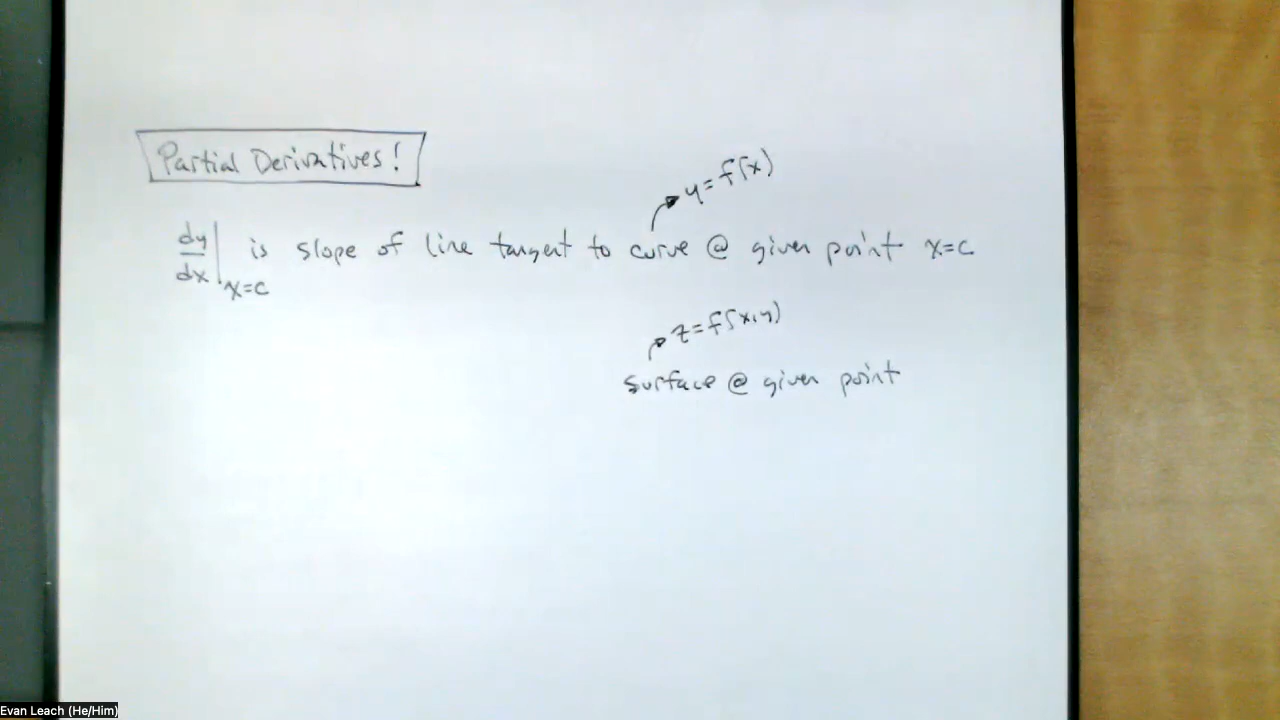 Partial Derivatives!
y=f(x)
dy/dx|x=c is slope of line tangent to curve @ given point x=c
z=f(x,y)
surface @ given point
Evan Leach (He/Him)